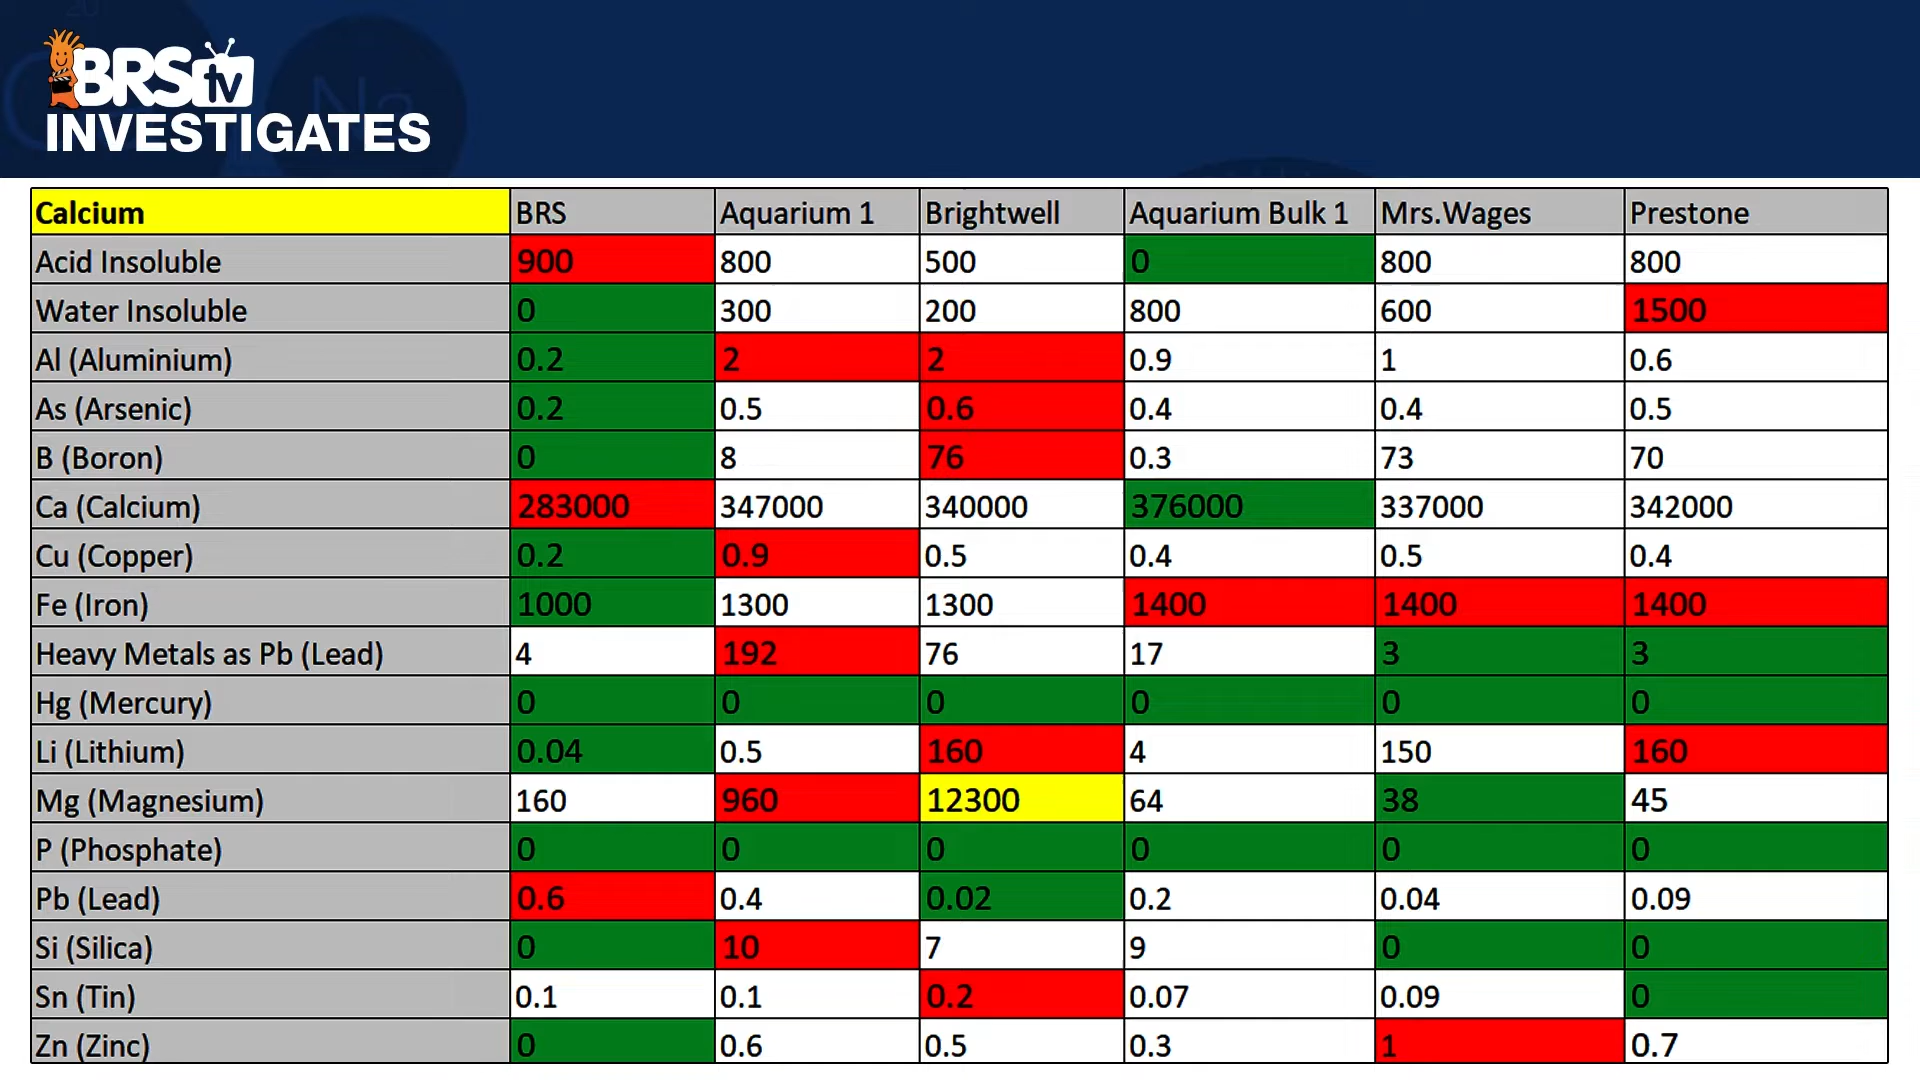 BRStv
INVESTIGATES
Na
Calcium BRS Aquarium 1 Brightwell Aquarium Bulk 1 Mrs.Wages Prestone
Acid Insoluble 900 800 500 0 800 800
Water Insoluble 0 300 200 800 600 1500
Al (Aluminium) 0.2 2 2 0.9 1 0.6
As (Arsenic) 0.2 0.5 0.6 0.4 0.4 0.5
B (Boron) 0 8 76 0.3 73 70
Ca (Calcium) 283000 347000 340000 376000 337000 342000
Cu (Copper) 0.2 0.9 0.5 0.4 0.5 0.4
Fe (Iron) 1000 1300 1300 1400 1400 1400
Heavy Metals as Pb (Lead) 4 192 76 17 3 3
Hg (Mercury) 0 0 0 0 0 0
Li (Lithium) 0.04 0.5 160 4 150 160
Mg (Magnesium) 160 960 12300 64 38 45
P (Phosphate) 0 0 0 0 0 0
Pb (Lead) 0.6 0.4 0.02 0.2 0.04 0.09
Si (Silica) 0 10 7 9 0 0
Sn (Tin) 0.1 0.1 0.2 0.07 0.09 0
Zn (Zinc) 0 0.6 0.5 0.3 1 0.7